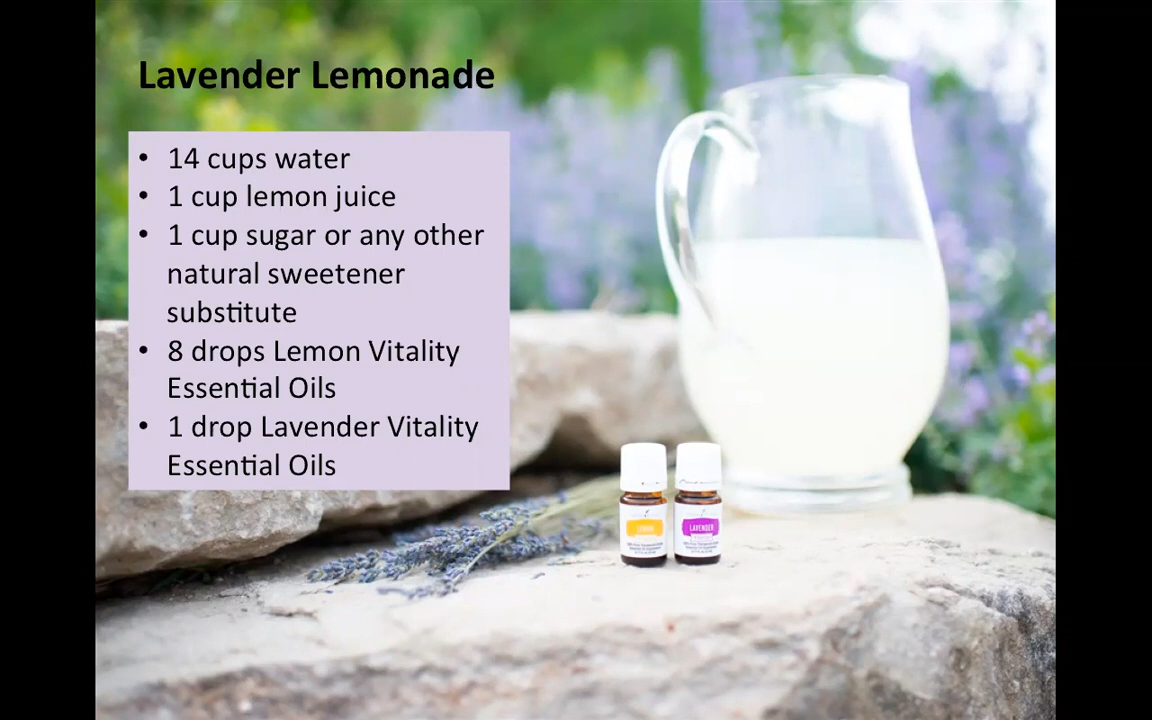 Lavender Lemonade
• 14 cups water
• 1 cup lemon juice
• 1 cup sugar or any other
natural sweetener
substitute
• 8 drops Lemon Vitality
Essential Oils
• 1 drop Lavender Vitality
Essential Oils
LEMON
LAVENDER